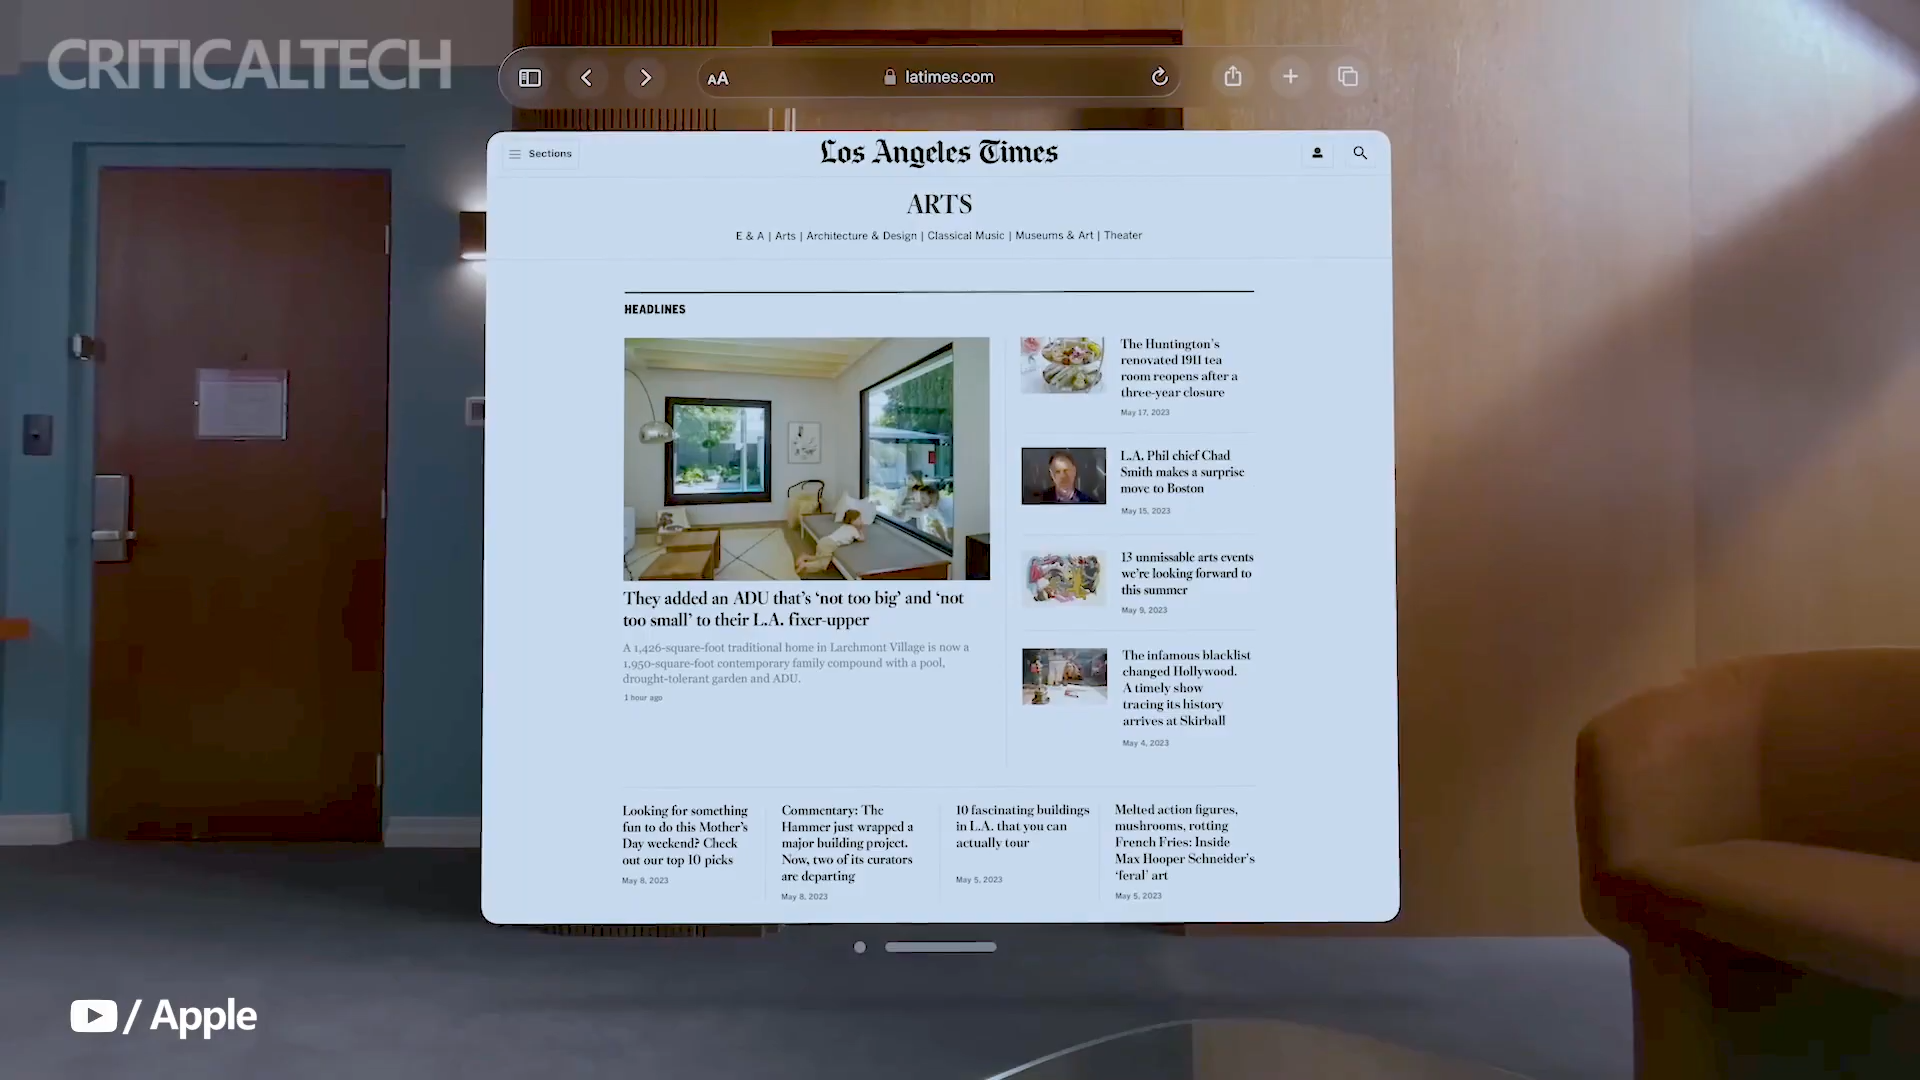 CRITICALTECH
AA
latimes.com
Sections
Los Angeles Times
ARTS
E & A | Arts | Architecture & Design | Classical Music | Museums & Art | Theater
HEADLINES
They added an ADU that's ‘not too big’ and ‘not
too small’ to their L.A. fixer-upper
A 1,426-square-foot traditional home in Larchmont Village is now a
1,950-square-foot contemporary family compound with a pool,
drought-tolerant garden and ADU.
1 hour ago
The Huntington's
renovated 1911 tea
room reopens after a
three-year closure
May 17, 2023
L.A. Phil chief Chad
Smith makes a surprise
move to Boston
May 15, 2023
13 unmissable arts events
we're looking forward to
this summer
May 9, 2023
The infamous blacklist
changed Hollywood.
A timely show
tracing its history
arrives at Skirball
May 4, 2023
Looking for something
fun to do this Mother's
Day weekend? Check
out our top 10 picks
May 8, 2023
Commentary: The
Hammer just wrapped a
major building project.
Now, two of its curators
are departing
May 8, 2023
10 fascinating buildings
in L.A. that you can
actually tour
May 5, 2023
Melted action figures,
mushrooms, rotting
French Fries: Inside
Max Hooper Schneider's
‘feral’ art
May 5, 2023
/ Apple